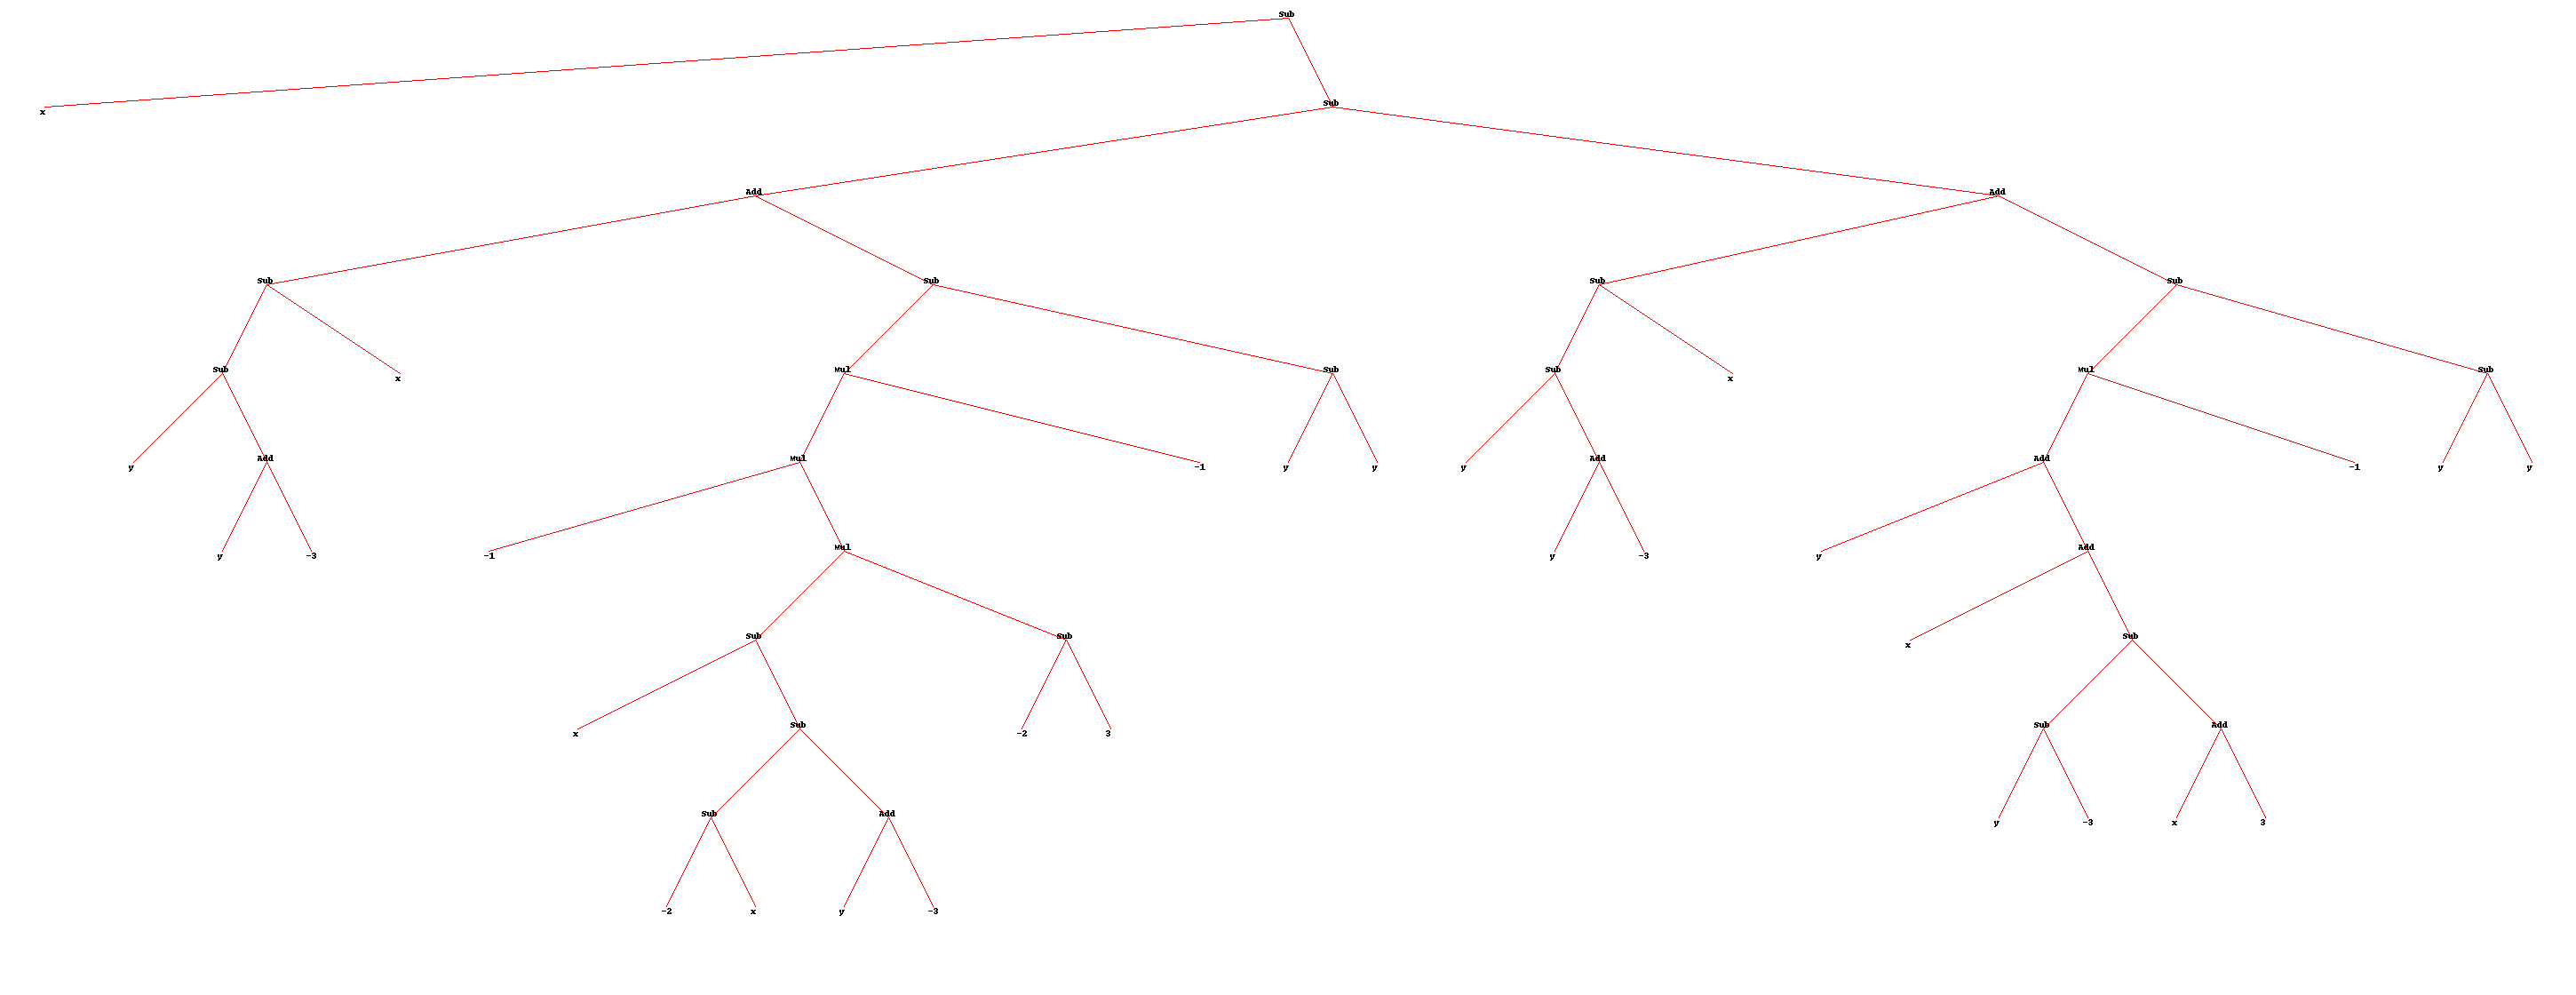 Sub
x
Sub
Add Add
Sub Sub Sub Sub
Sub x Mul Sub Sub x Mul Sub
y Add Mul -1 y y y Add Add -1 y y
y -3 -1 Mul y -3 y Add
Sub Sub x Sub
x Sub -2 3 Sub Add
Sub Add y -3 x 3
-2 x y -3